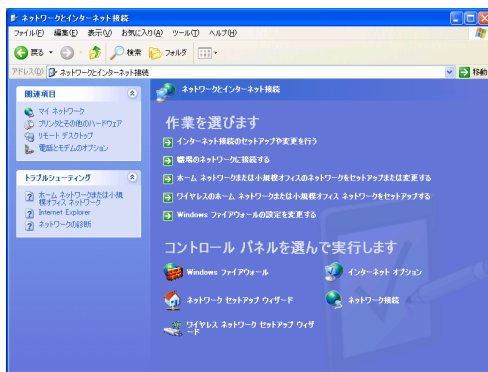 ネットワークとインターネット接続
ファイル(F) 編集(E) 表示(V) お気に入り(A) ツール(T) ヘルプ(H)
戻る 検索 フォルダ
アドレス(D) ネットワークとインターネット接続 移動
関連項目
マイ ネットワーク
プリンタとその他のハードウェア
リモート デスクトップ
電話とモデムのオプション
トラブルシューティング
ホーム ネットワークまたは小規
模オフィス ネットワーク
Internet Explorer
ネットワークの診断
ネットワークとインターネット接続
作業を選びます
インターネット接続のセットアップや変更を行う
職場のネットワークに接続する
ホーム ネットワークまたは小規模オフィスのネットワークをセットアップまたは変更する
ワイヤレスのホーム ネットワークまたは小規模オフィス ネットワークをセットアップする
Windows ファイアウォールの設定を変更する
コントロール パネルを選んで実行します
Windows ファイアウォール
インターネット オプション
ネットワーク セットアップ ウィザード
ネットワーク接続
ワイヤレス ネットワーク セットアップ ウィザ
ード